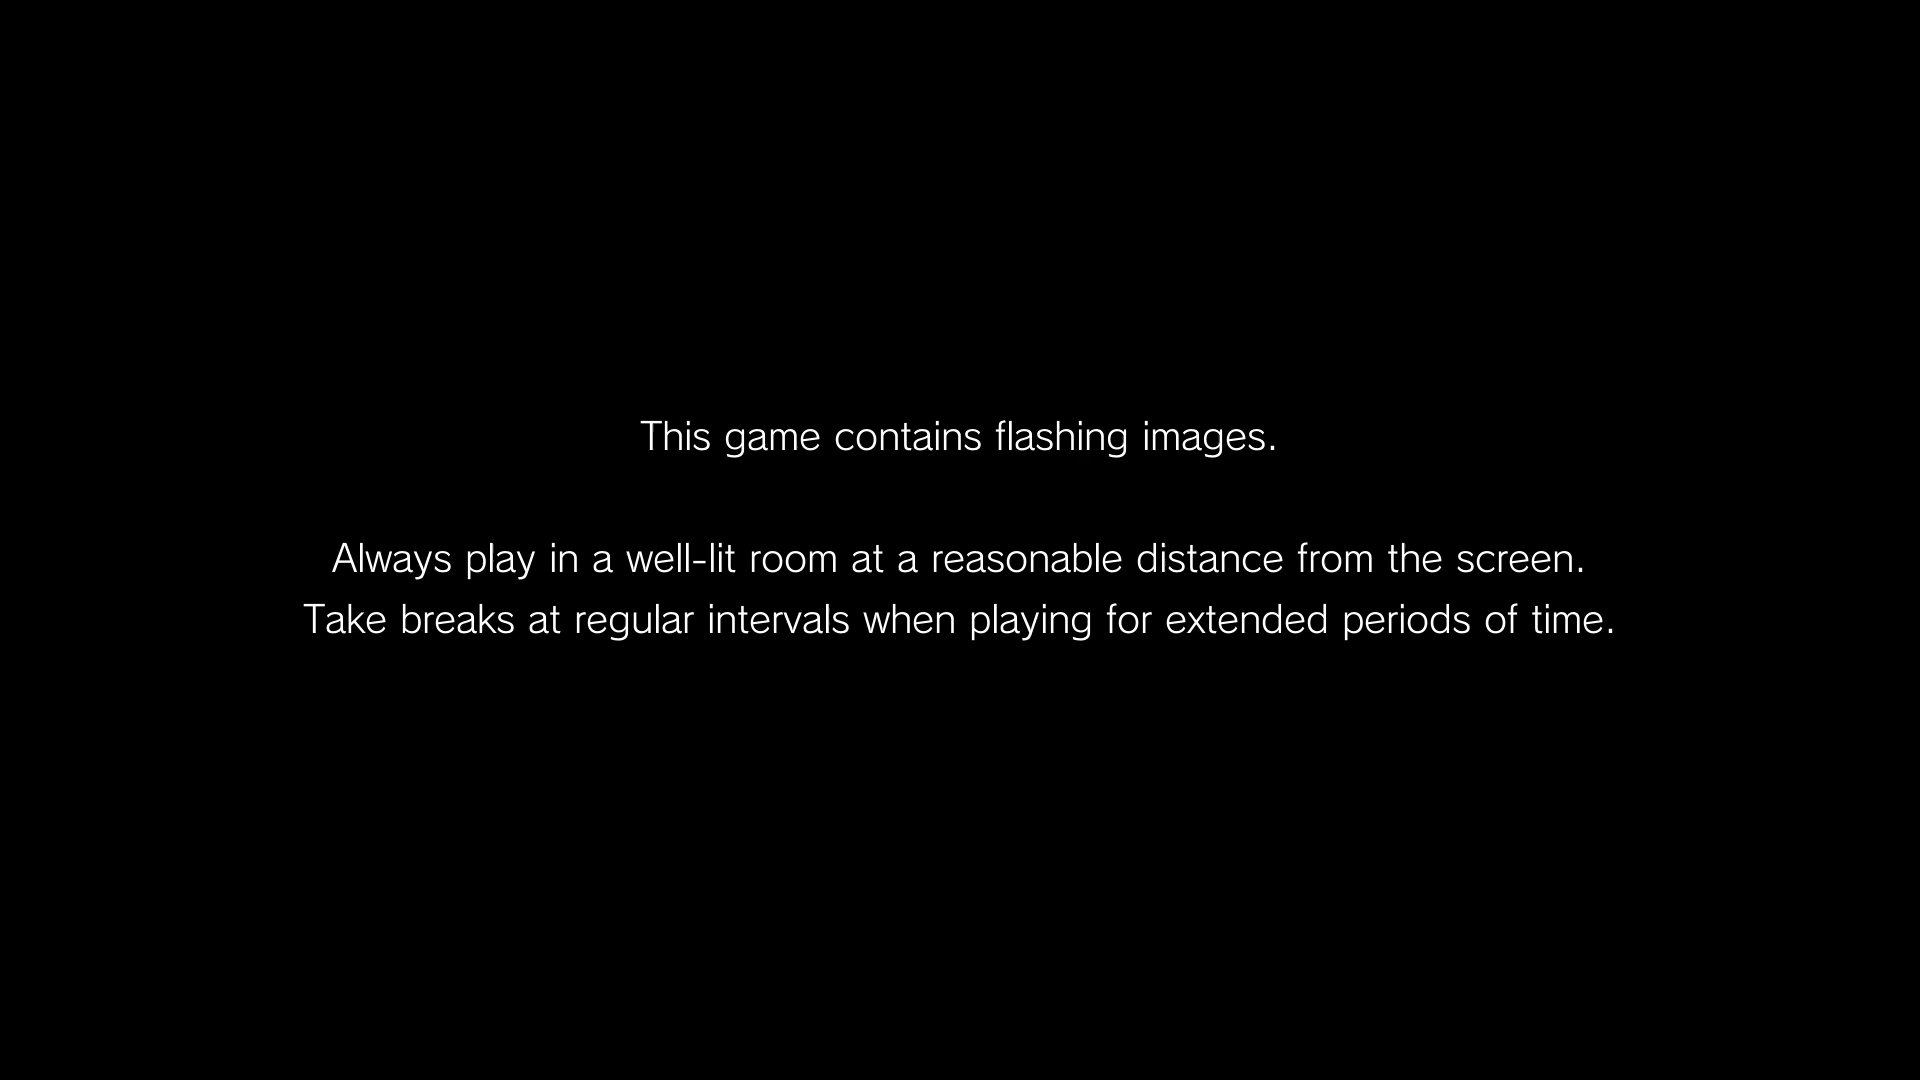 This game contains flashing images.
Always play in a well-lit room at a reasonable distance from the screen.
Take breaks at regular intervals when playing for extended periods of time.